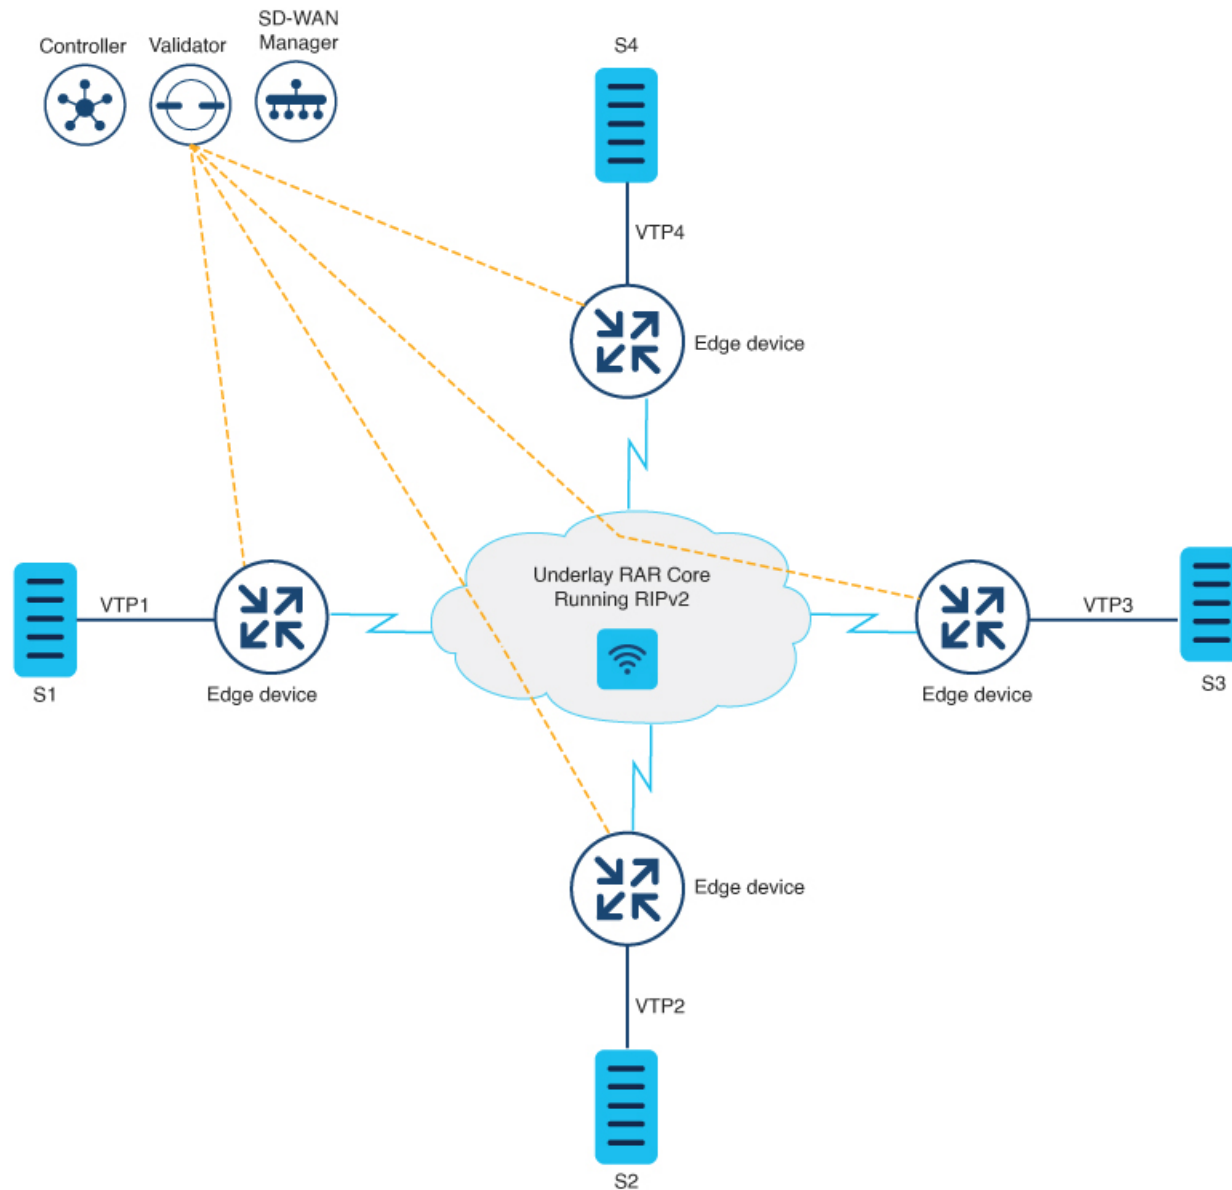 Controller
Validator
SD-WAN
Manager
S4
VTP4
Edge device
Underlay RAR Core
Running RIPv2
VTP1
S1
Edge device
VTP3
S3
Edge device
Edge device
VTP2
S2